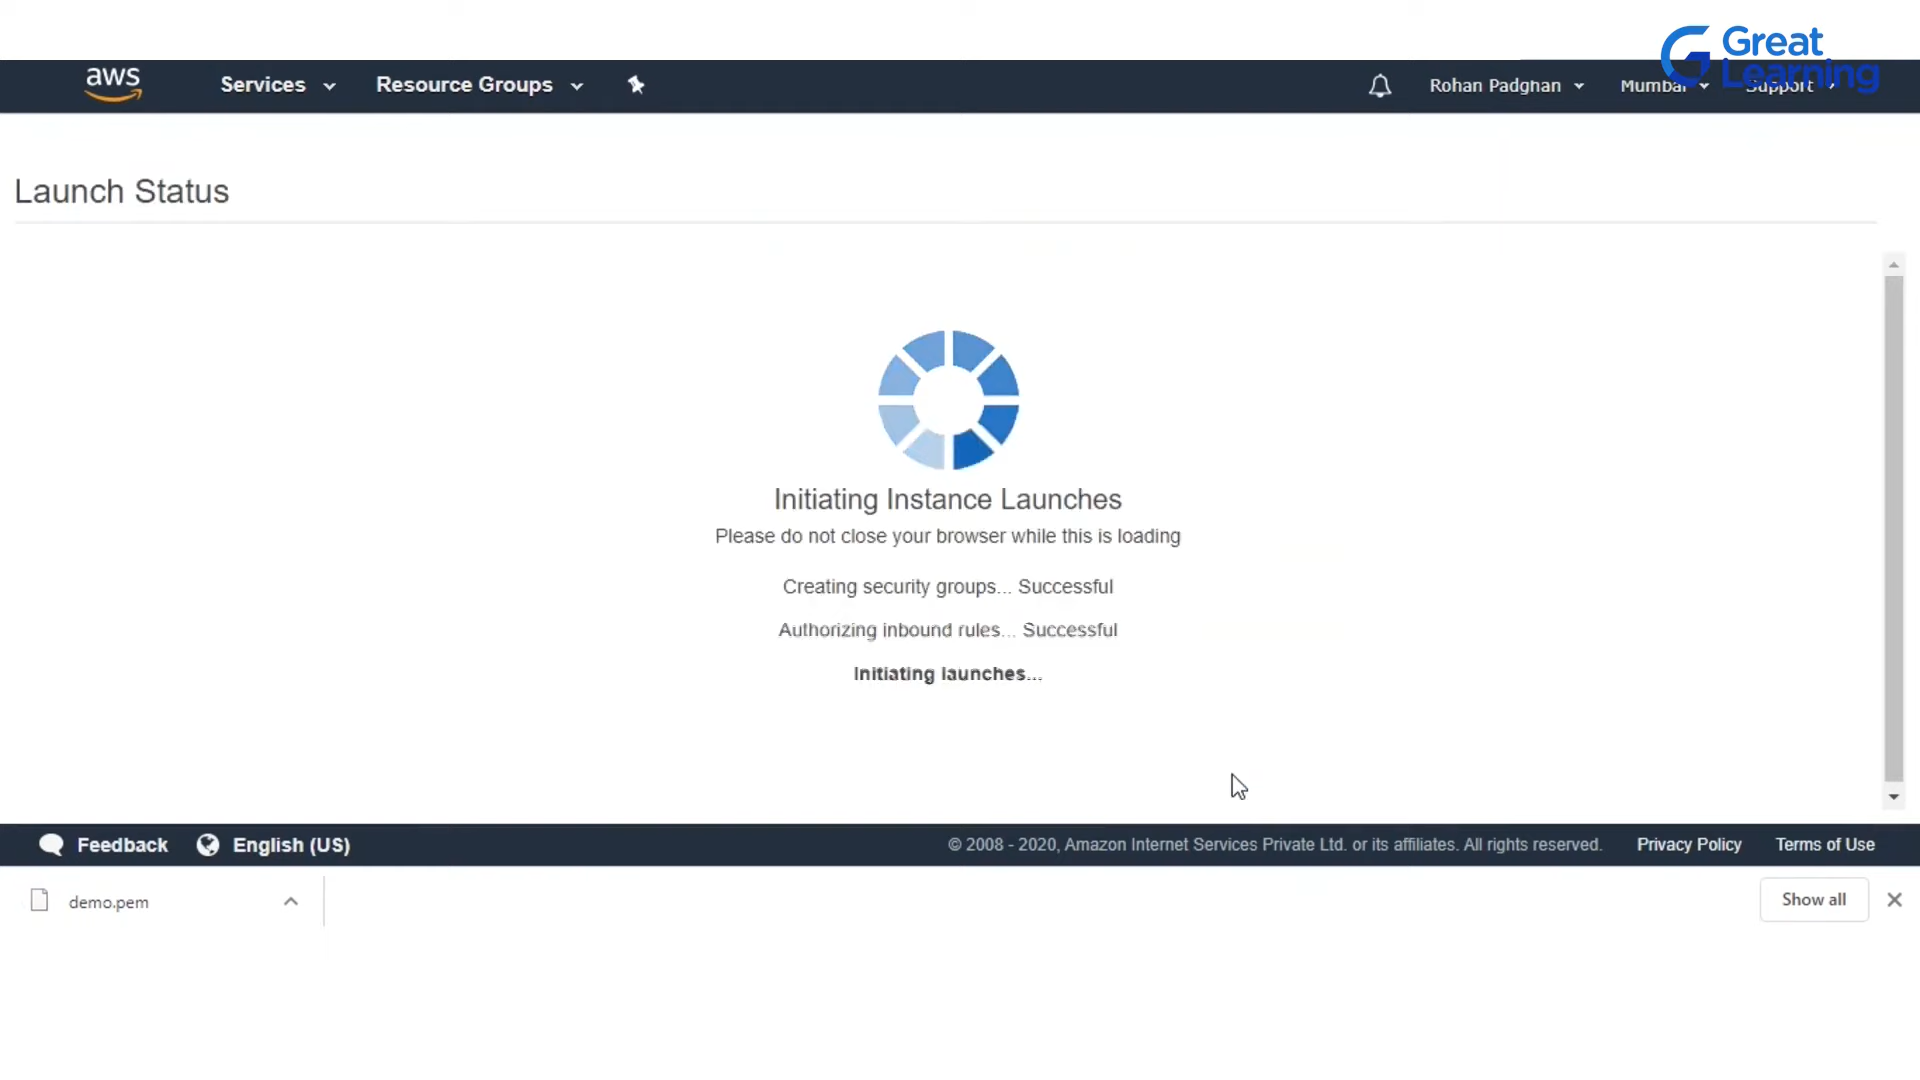 Great
Learning
aws Services Resource Groups Rohan Padghan Mumbai Support
Launch Status
Initiating Instance Launches
Please do not close your browser while this is loading
Creating security groups... Successful
Authorizing inbound rules... Successful
Initiating launches...
Feedback English (US) © 2008 - 2020, Amazon Internet Services Private Ltd. or its affiliates. All rights reserved. Privacy Policy Terms of Use
demo.pem Show all